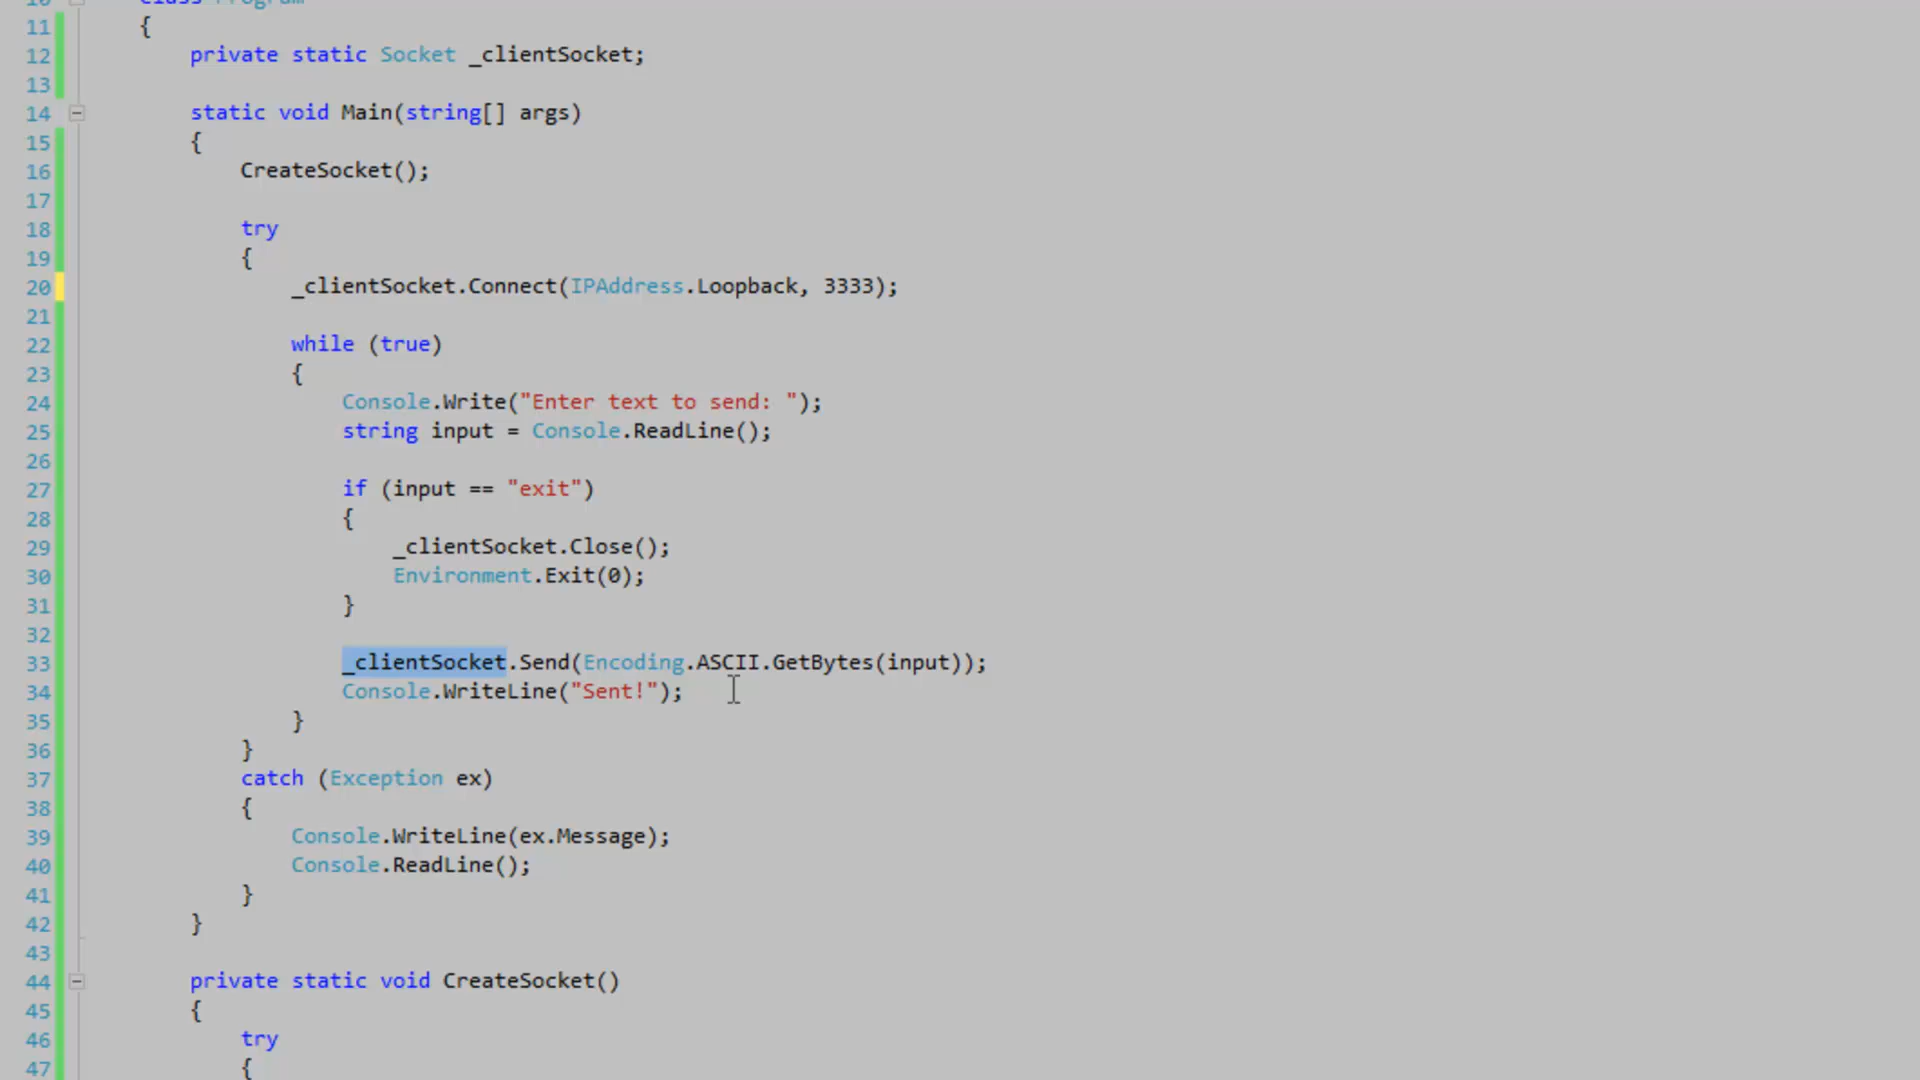 10 class Program
11 {
12 private static Socket _clientSocket;
13
14 static void Main(string[] args)
15 {
16 CreateSocket();
17
18 try
19 {
20 _clientSocket.Connect(IPAddress.Loopback, 3333);
21
22 while (true)
23 {
24 Console.Write("Enter text to send: ");
25 string input = Console.ReadLine();
26
27 if (input == "exit")
28 {
29 _clientSocket.Close();
30 Environment.Exit(0);
31 }
32
33 _clientSocket.Send(Encoding.ASCII.GetBytes(input));
34 Console.WriteLine("Sent!");
35 }
36 }
37 catch (Exception ex)
38 {
39 Console.WriteLine(ex.Message);
40 Console.ReadLine();
41 }
42 }
43
44 private static void CreateSocket()
45 {
46 try
47 {